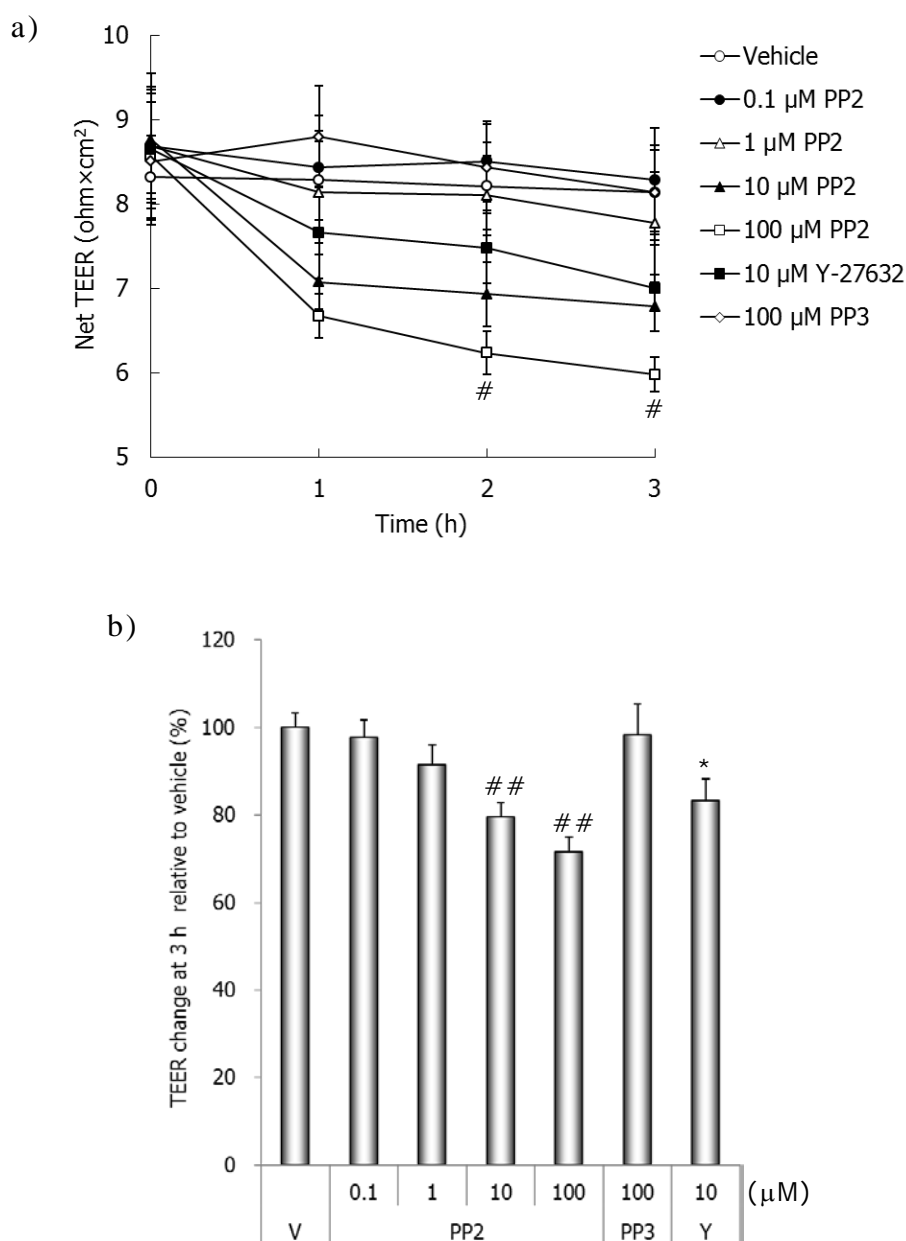 a)
Net TEER (ohm×cm²)
10
9
8
7
6
5
0
1
2
3
Time (h)
#
#
Vehicle
0.1 µM PP2
1 µM PP2
10 µM PP2
100 µM PP2
10 µM Y-27632
100 µM PP3
b)
TEER change at 3 h relative to vehicle (%)
120
100
80
60
40
20
0
##
##
*
0.1 1 10 100 100 10 (µM)
V PP2 PP3 Y